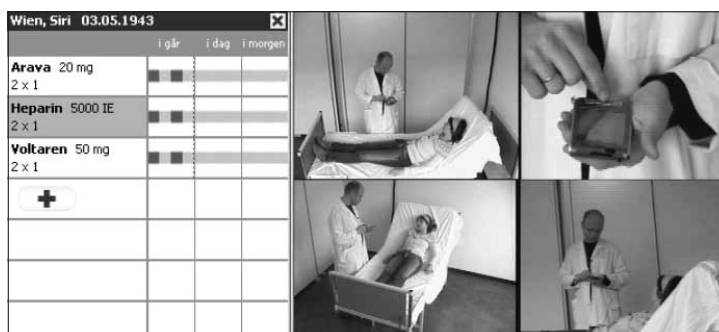 Wien, Siri 03.05.1943
i går i dag i morgen
Arava 20 mg
2 x 1
Heparin 5000 IE
2 x 1
Voltaren 50 mg
2 x 1